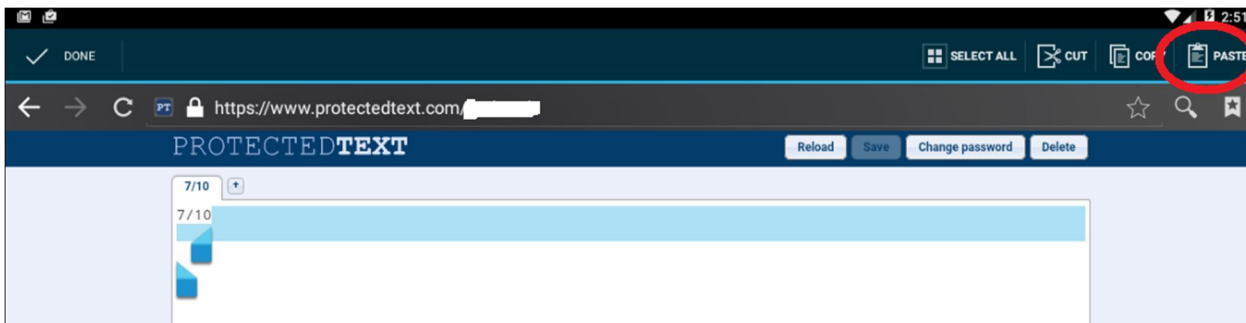 2:51
DONE SELECT ALL CUT COPY PASTE
https://www.protectedtext.com/
PROTECTEDTEXT Reload Save Change password Delete
7/10 +
7/10